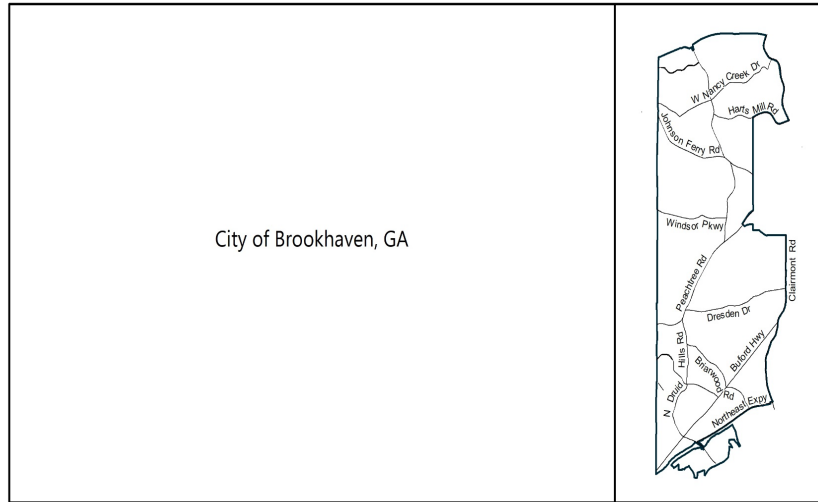 City of Brookhaven, GA
W Nancy Creek Dr
Harts Mill Rd
Johnson Ferry Rd
Windsor Pkwy
Peachtree Rd
Clairmont Rd
Dresden Dr
Buford Hwy
N Druid Hills Rd
Briarwood Rd
Northeast Expy